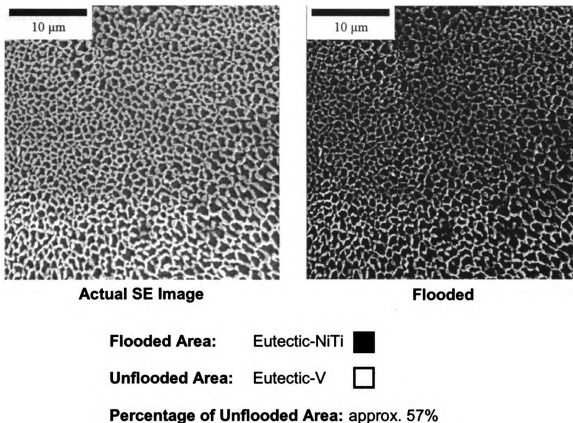 10 µm
10 µm
Actual SE Image
Flooded
Flooded Area: Eutectic-NiTi
Unflooded Area: Eutectic-V
Percentage of Unflooded Area: approx. 57%